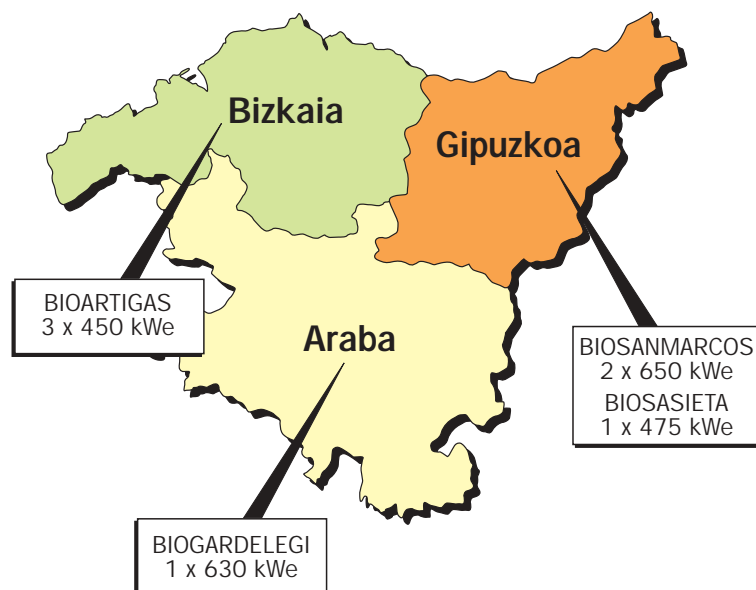 Bizkaia
Gipuzkoa
BIOARTIGAS
3 x 450 kWe
Araba
BIOSANMARCOS
2 x 650 kWe
BIOSASIETA
1 x 475 kWe
BIOGARDELEGI
1 x 630 kWe